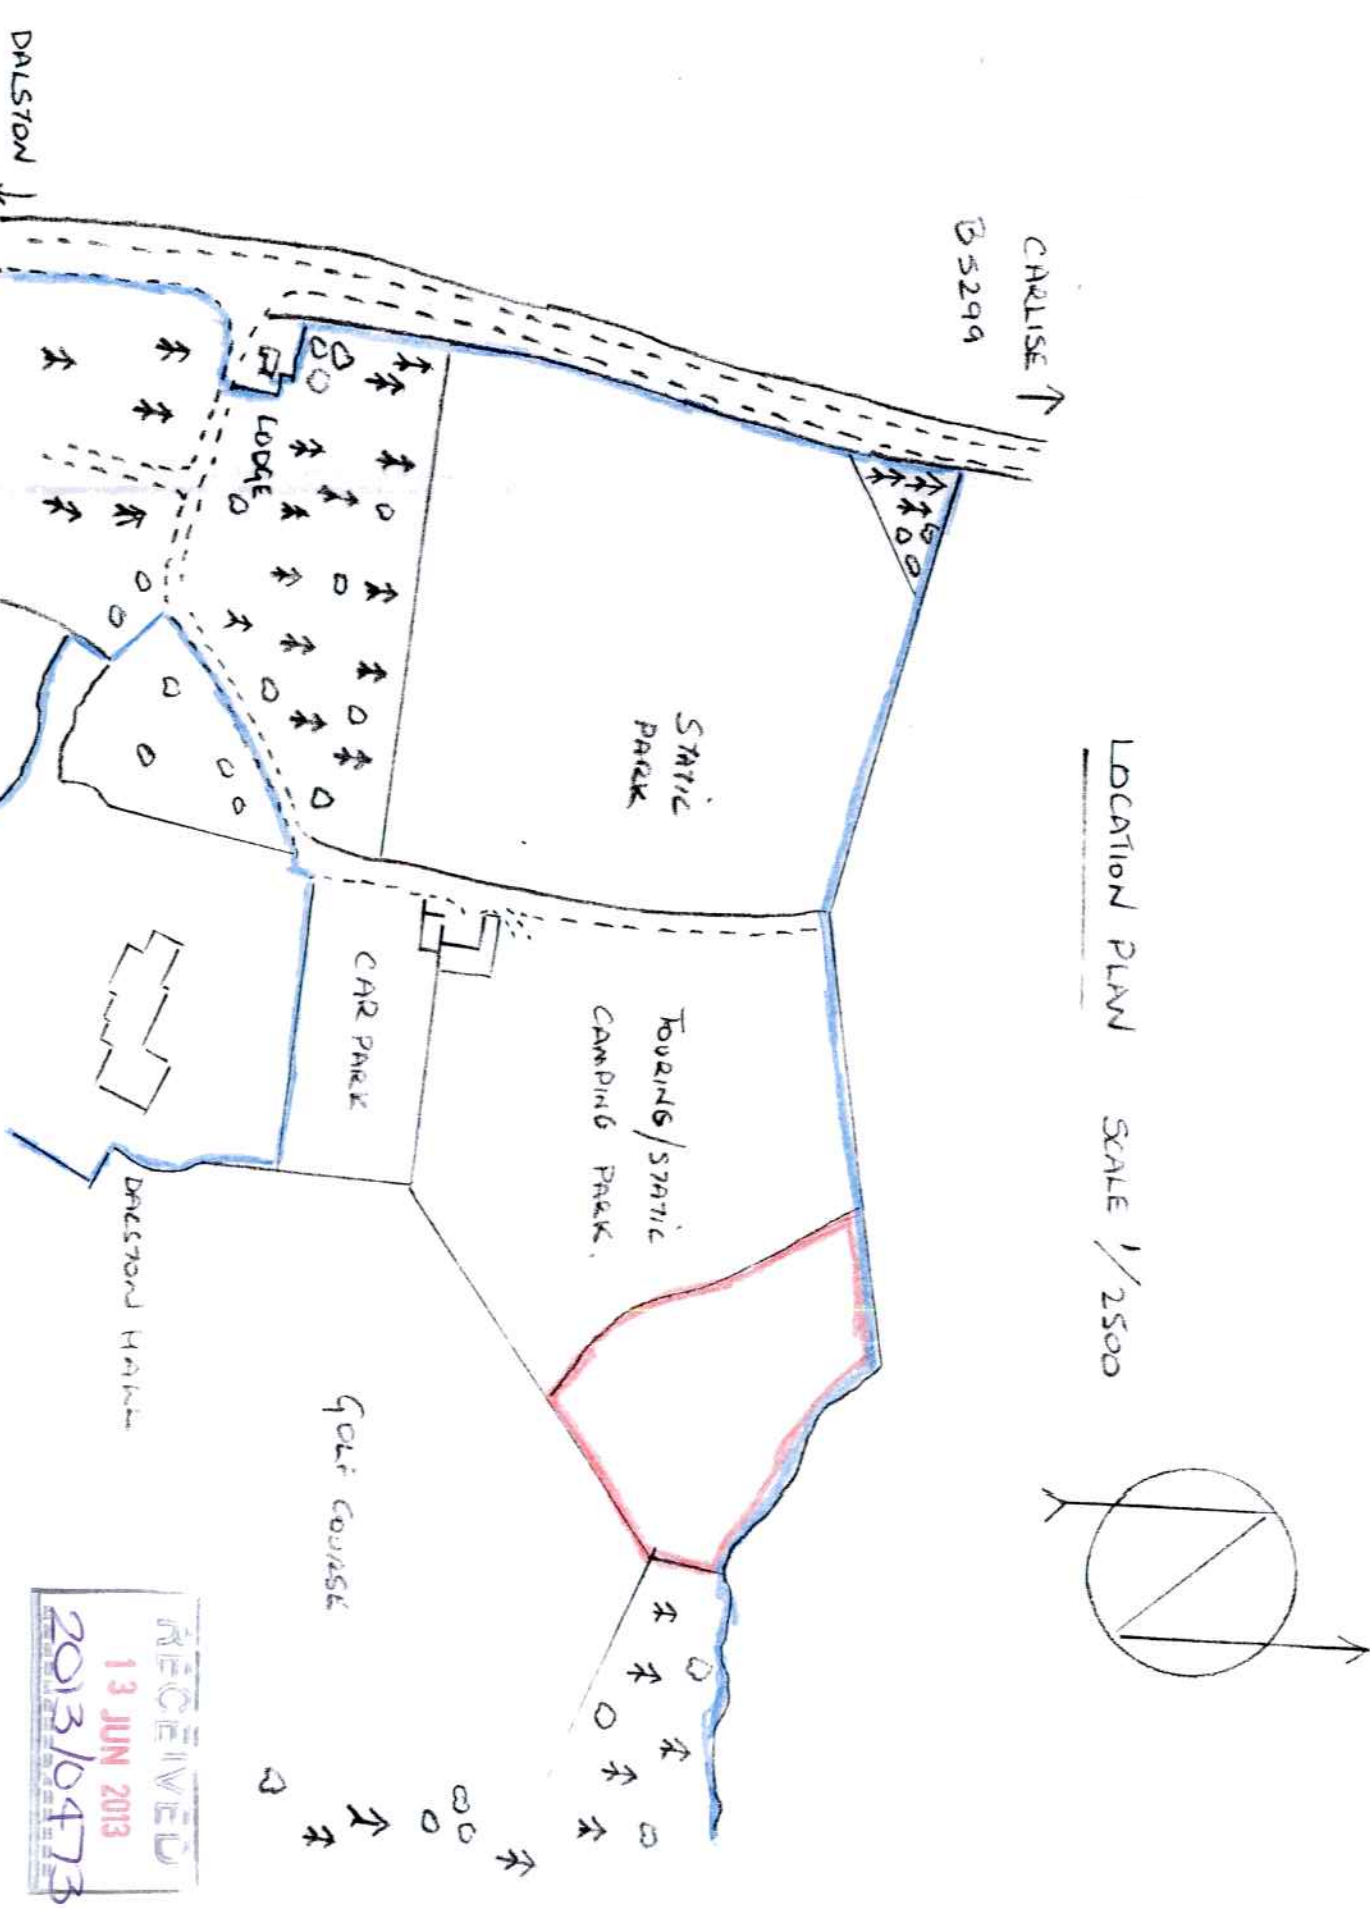 LOCATION PLAN SCALE 1/2500
CARLISE
B5299
DALSTON
LODGE
STATIC
PARK
TOURING/STATIC
CAMPING PARK.
CAR PARK
DALSTON HALL
GOLF COURSE
RECEIVED
13 JUN 2013
2013/0473